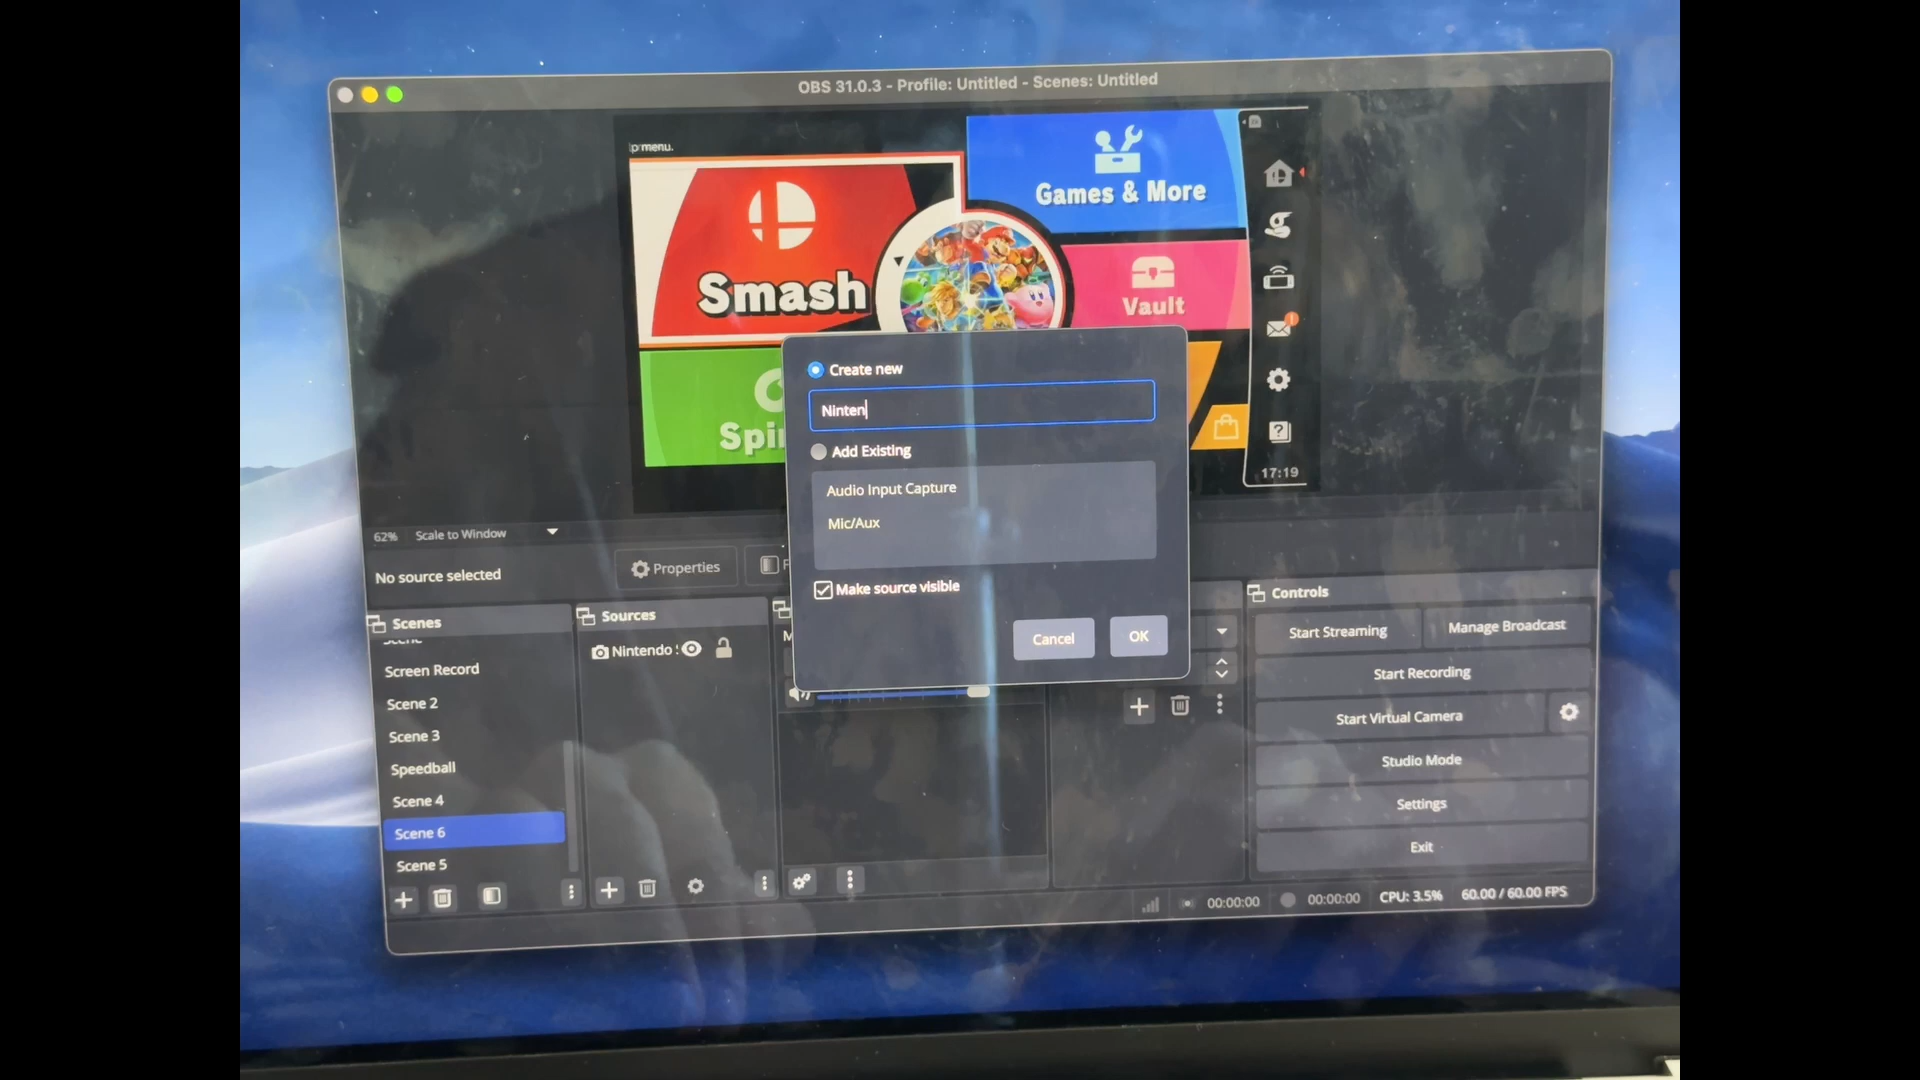 OBS 31.0.3 - Profile: Untitled - Scenes: Untitled
menu.
Games & More
Smash
Vault
Spi
?
17:19
Create new
Ninten
Add Existing
Audio Input Capture
Mic/Aux
Make source visible
Cancel
OK
62%
Scale to Window
No source selected
Properties
F
Scenes
Scene
Screen Record
Scene 2
Scene 3
Speedball
Scene 4
Scene 6
Scene 5
Sources
Nintendo
M
Controls
Start Streaming
Manage Broadcast
Start Recording
Start Virtual Camera
Studio Mode
Settings
Exit
00:00:00
00:00:00
CPU: 3.5%
60.00 / 60.00 FPS